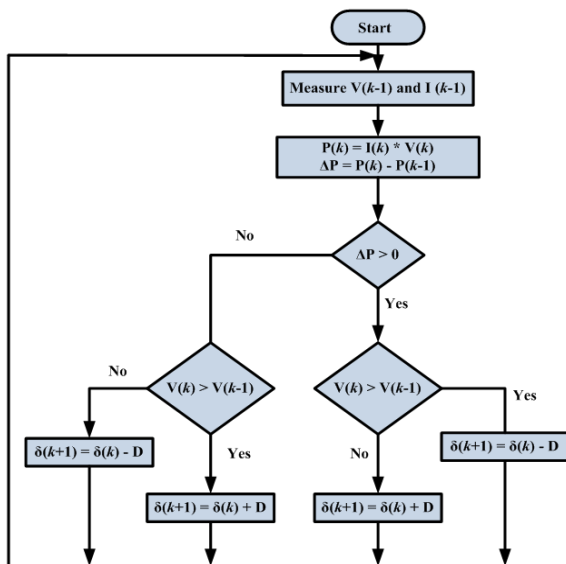 Start
Measure V(k-1) and I (k-1)
P(k) = I(k) * V(k)
ΔP = P(k) - P(k-1)
No
ΔP > 0
Yes
No
V(k) > V(k-1)
V(k) > V(k-1)
Yes
δ(k+1) = δ(k) - D
Yes
No
δ(k+1) = δ(k) - D
δ(k+1) = δ(k) + D
δ(k+1) = δ(k) + D